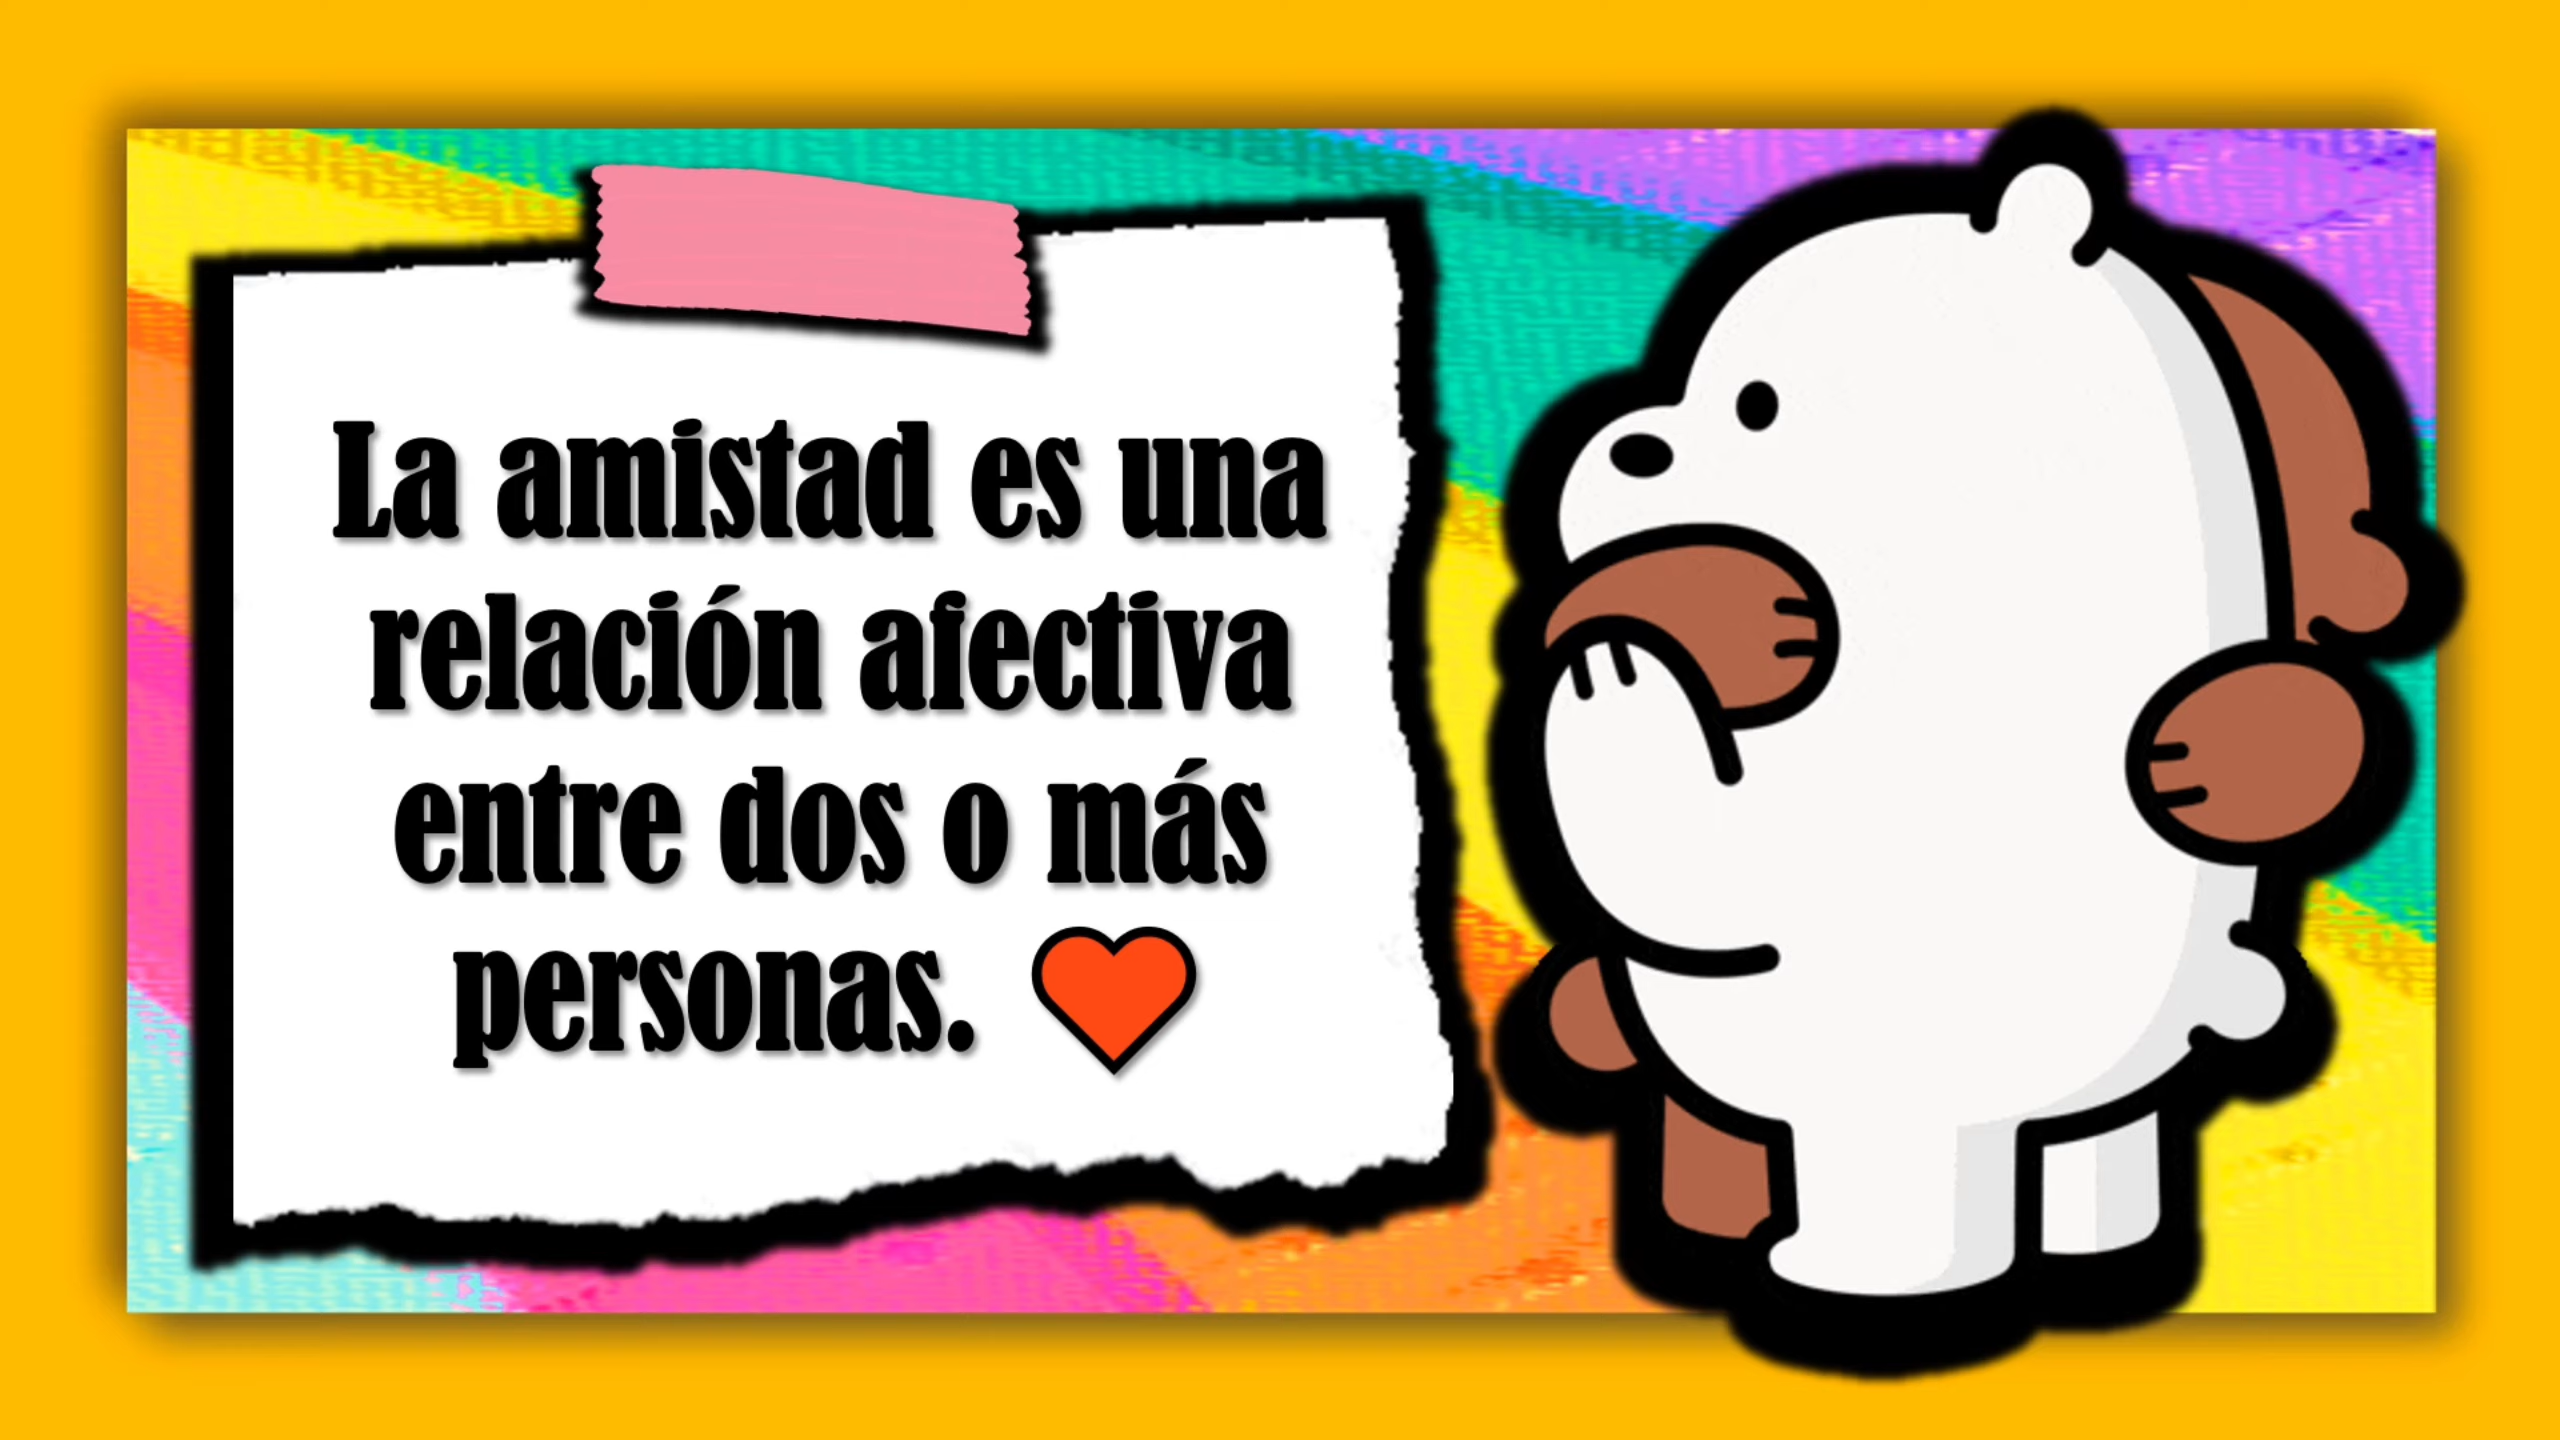 La amistad es una
relación afectiva
entre dos o más
personas.